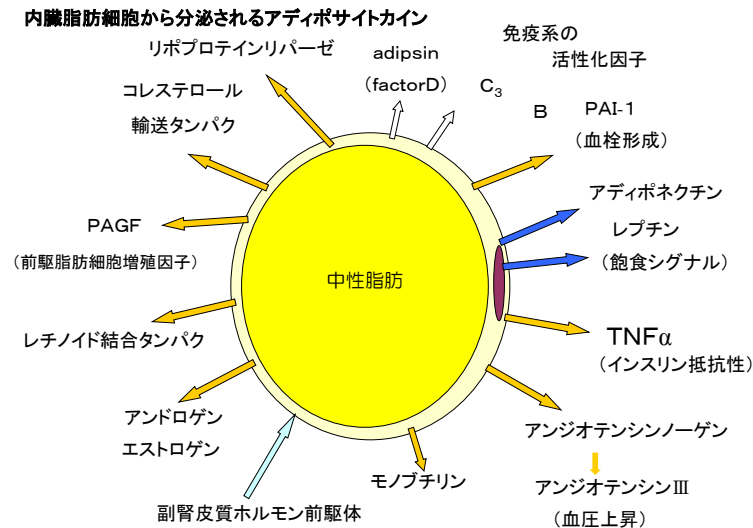 内臓脂肪細胞から分泌されるアディポサイトカイン
リポプロテインリパーゼ
adipsin
(factorD)
免疫系の
活性化因子
C3
B
PAI-1
(血栓形成)
コレステロール
輸送タンパク
アディポネクチン
レプチン
(飽食シグナル)
PAGF
(前駆脂肪細胞増殖因子)
中性脂肪
TNFα
(インスリン抵抗性)
レチノイド結合タンパク
アンドロゲン
エストロゲン
アンジオテンシンノーゲン
アンジオテンシンⅢ
(血圧上昇)
モノブチリン
副腎皮質ホルモン前駆体